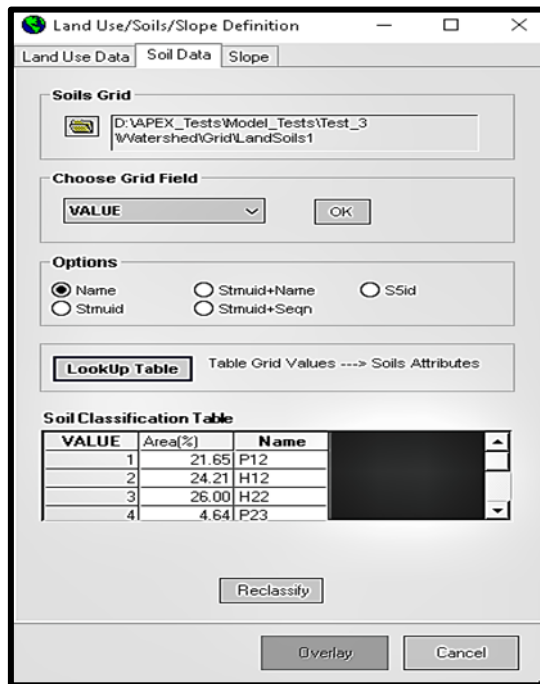 Land Use/Soils/Slope Definition
Land Use Data Soil Data Slope
Soils Grid
D:\APEX_Tests\Model_Tests\Test_3
\Watershed\Grid\LandSoils1
Choose Grid Field
VALUE OK
Options
Name Stmuid+Name S5id
Stmuid Stmuid+Seqn
LookUp Table Table Grid Values ---> Soils Attributes
Soil Classification Table
VALUE Area(%) Name
1 21.65 P12
2 24.21 H12
3 26.00 H22
4 4.64 P23
Reclassify
Overlay Cancel